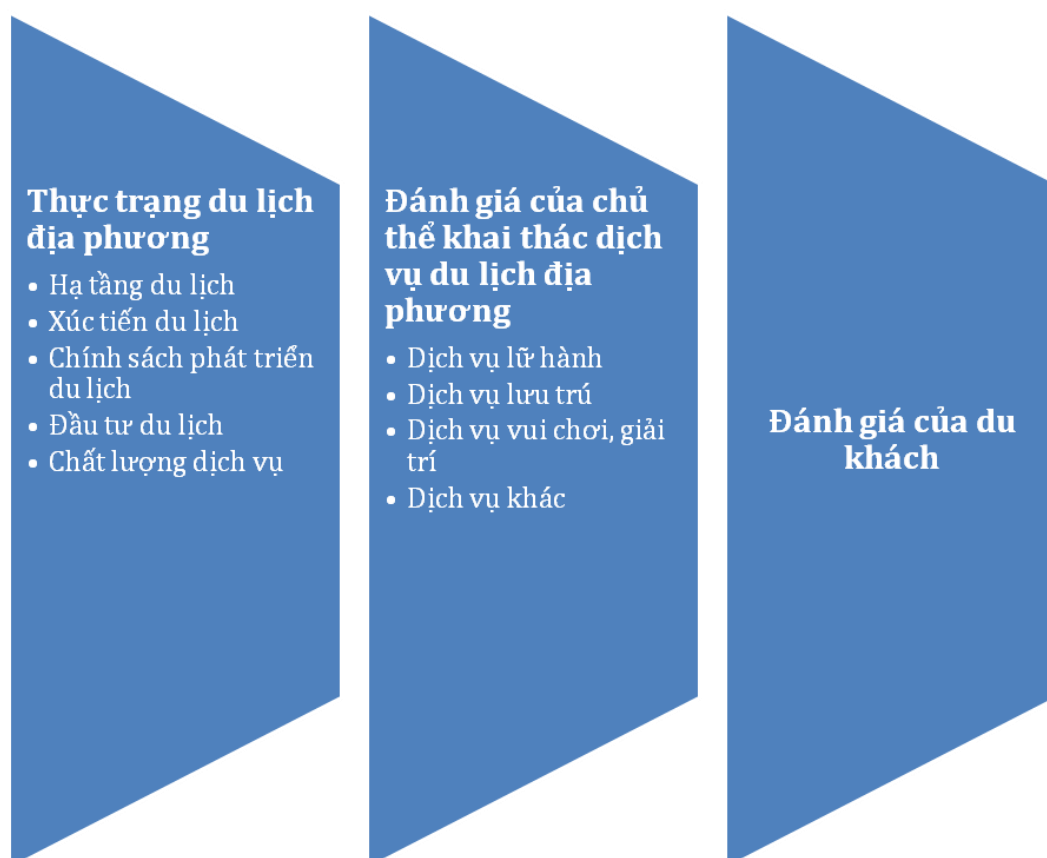 Thực trạng du lịch
địa phương
• Hạ tầng du lịch
• Xúc tiến du lịch
• Chính sách phát triển
du lịch
• Đầu tư du lịch
• Chất lượng dịch vụ
Đánh giá của chủ
thể khai thác dịch
vụ du lịch địa
phương
• Dịch vụ lữ hành
• Dịch vụ lưu trú
• Dịch vụ vui chơi, giải
trí
• Dịch vụ khác
Đánh giá của du
khách